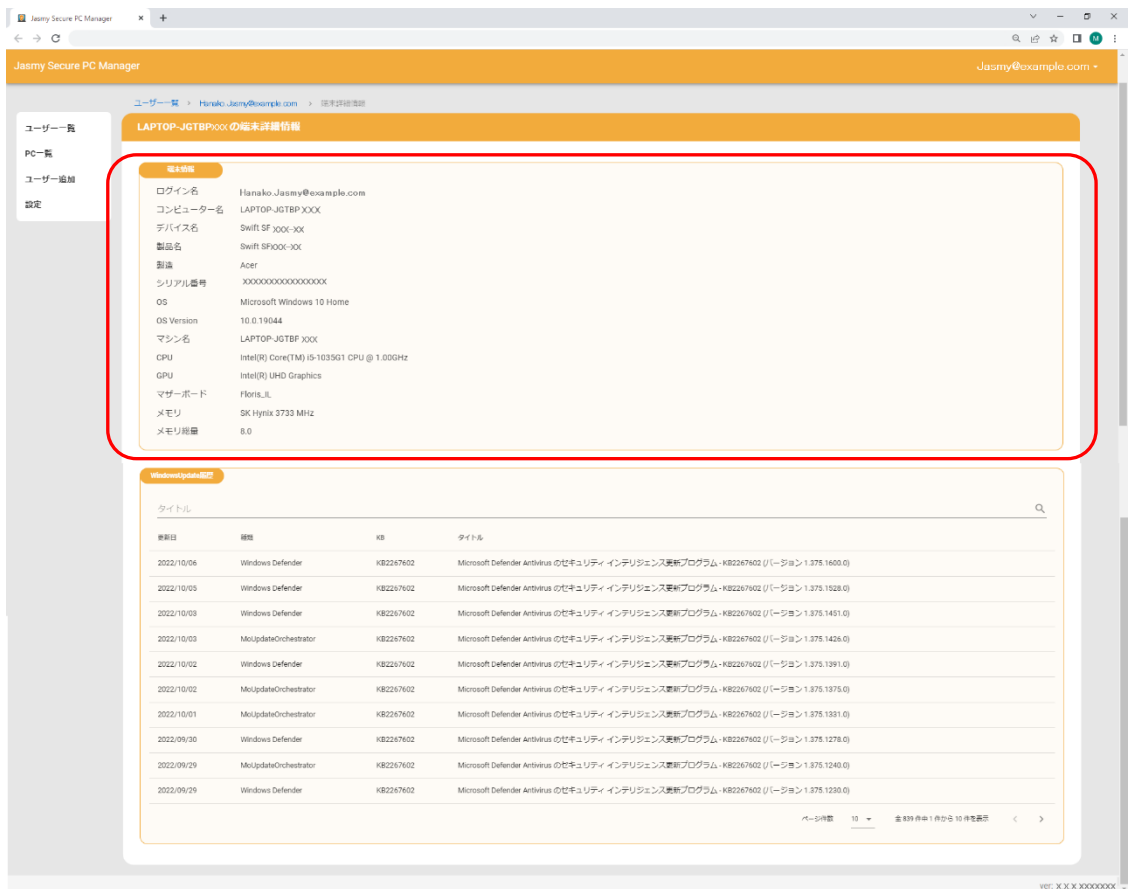 Jasmy Secure PC Manager
Jasmy Secure PC Manager
Jasmy@example.com
ユーザー一覧 > Hanako.Jasmy@example.com > 端末詳細情報
ユーザー一覧
PC一覧
ユーザー追加
設定
LAPTOP-JGTBPXXX の端末詳細情報
端末情報
ログイン名 Hanako.Jasmy@example.com
コンピューター名 LAPTOP-JGTBP XXX
デバイス名 Swift SF XXX-XX
製品名 Swift SFXXX-XX
製造 Acer
シリアル番号 XXXXXXXXXXXXXXXX
OS Microsoft Windows 10 Home
OS Version 10.0.19044
マシン名 LAPTOP-JGTBP XXX
CPU Intel(R) Core(TM) i5-1035G1 CPU @ 1.00GHz
GPU Intel(R) UHD Graphics
マザーボード Floris_IL
メモリ SK Hynix 3733 MHz
メモリ総量 8.0
WindowsUpdate履歴
タイトル
更新日 種類 KB タイトル
2022/10/06 Windows Defender KB2267602 Microsoft Defender Antivirus のセキュリティ インテリジェンス更新プログラム - KB2267602 (バージョン 1.375.1600.0)
2022/10/05 Windows Defender KB2267602 Microsoft Defender Antivirus のセキュリティ インテリジェンス更新プログラム - KB2267602 (バージョン 1.375.1528.0)
2022/10/03 Windows Defender KB2267602 Microsoft Defender Antivirus のセキュリティ インテリジェンス更新プログラム - KB2267602 (バージョン 1.375.1451.0)
2022/10/03 MoUpdateOrchestrator KB2267602 Microsoft Defender Antivirus のセキュリティ インテリジェンス更新プログラム - KB2267602 (バージョン 1.375.1426.0)
2022/10/02 Windows Defender KB2267602 Microsoft Defender Antivirus のセキュリティ インテリジェンス更新プログラム - KB2267602 (バージョン 1.375.1391.0)
2022/10/02 MoUpdateOrchestrator KB2267602 Microsoft Defender Antivirus のセキュリティ インテリジェンス更新プログラム - KB2267602 (バージョン 1.375.1375.0)
2022/10/01 MoUpdateOrchestrator KB2267602 Microsoft Defender Antivirus のセキュリティ インテリジェンス更新プログラム - KB2267602 (バージョン 1.375.1331.0)
2022/09/30 Windows Defender KB2267602 Microsoft Defender Antivirus のセキュリティ インテリジェンス更新プログラム - KB2267602 (バージョン 1.375.1278.0)
2022/09/29 MoUpdateOrchestrator KB2267602 Microsoft Defender Antivirus のセキュリティ インテリジェンス更新プログラム - KB2267602 (バージョン 1.375.1240.0)
2022/09/29 Windows Defender KB2267602 Microsoft Defender Antivirus のセキュリティ インテリジェンス更新プログラム - KB2267602 (バージョン 1.375.1230.0)
ページ件数 10 全 839 件中 1 件から 10 件を表示
ver. X.X.X XXXXXXX